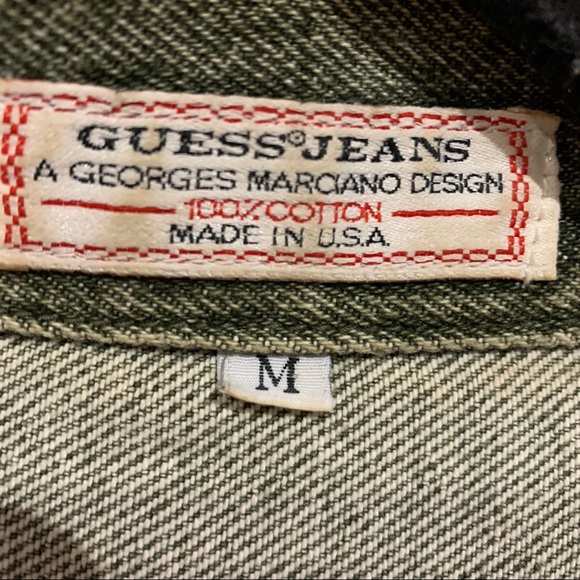 GUESS®JEANS
A GEORGES MARCIANO DESIGN
100% COTTON
MADE IN U.S.A.
M